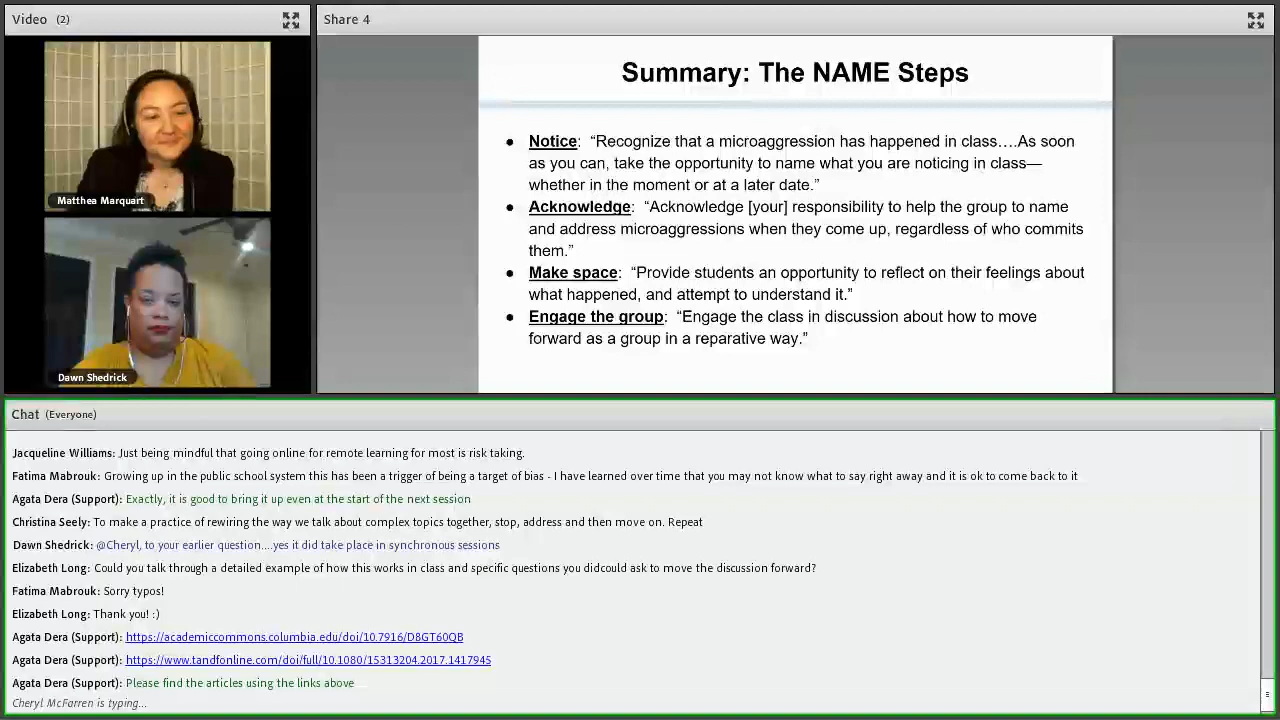 Video (2)
Share 4
Matthea Marquart
Dawn Shedrick
Summary: The NAME Steps
● Notice: “Recognize that a microaggression has happened in class….As soon
as you can, take the opportunity to name what you are noticing in class—
whether in the moment or at a later date.”
● Acknowledge: “Acknowledge [your] responsibility to help the group to name
and address microaggressions when they come up, regardless of who commits
them.”
● Make space: “Provide students an opportunity to reflect on their feelings about
what happened, and attempt to understand it.”
● Engage the group: “Engage the class in discussion about how to move
forward as a group in a reparative way.”
Chat (Everyone)
Jacqueline Williams: Just being mindful that going online for remote learning for most is risk taking.
Fatima Mabrouk: Growing up in the public school system this has been a trigger of being a target of bias - I have learned over time that you may not know what to say right away and it is ok to come back to it
Agata Dera (Support): Exactly, it is good to bring it up even at the start of the next session
Christina Seely: To make a practice of rewiring the way we talk about complex topics together, stop, address and then move on. Repeat
Dawn Shedrick: @Cheryl, to your earlier question....yes it did take place in synchronous sessions
Elizabeth Long: Could you talk through a detailed example of how this works in class and specific questions you didcould ask to move the discussion forward?
Fatima Mabrouk: Sorry typos!
Elizabeth Long: Thank you! :)
Agata Dera (Support): https://academiccommons.columbia.edu/doi/10.7916/D8GT60QB
Agata Dera (Support): https://www.tandfonline.com/doi/full/10.1080/15313204.2017.1417945
Agata Dera (Support): Please find the articles using the links above
Cheryl McFarren is typing...